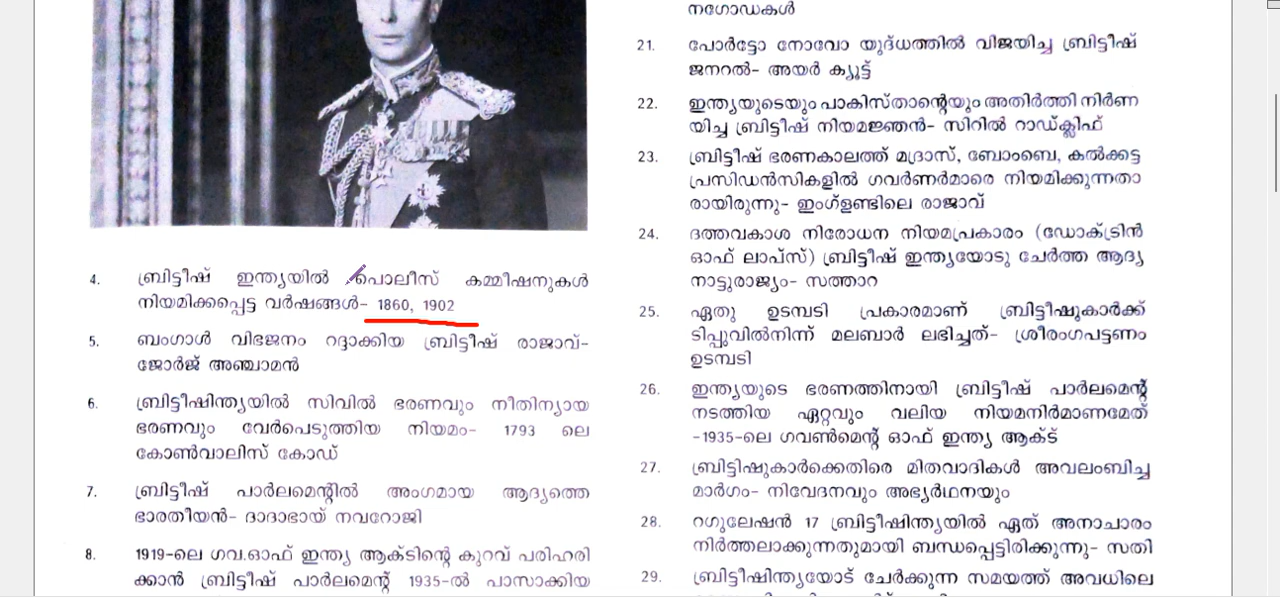 4. ബ്രിട്ടീഷ് ഇന്ത്യയിൽ പൊലീസ് കമ്മീഷനുകൾ
നിയമിക്കപ്പെട്ട വർഷങ്ങൾ- 1860, 1902
5. ബംഗാൾ വിഭജനം റദ്ദാക്കിയ ബ്രിട്ടീഷ് രാജാവ്-
ജോർജ് അഞ്ചാമൻ
6. ബ്രിട്ടീഷിന്ത്യയിൽ സിവിൽ ഭരണവും നീതിന്യായ
ഭരണവും വേർപെടുത്തിയ നിയമം- 1793 ലെ
കോൺവാലിസ് കോഡ്
7. ബ്രിട്ടീഷ് പാർലമെന്റിൽ അംഗമായ ആദ്യത്തെ
ഭാരതീയൻ- ദാദാഭായ് നവറോജി
8. 1919-ലെ ഗവ.ഓഫ് ഇന്ത്യ ആക്ടിന്റെ കുറവ് പരിഹരി
ക്കാൻ ബ്രിട്ടീഷ് പാർലമെന്റ് 1935-ൽ പാസാക്കിയ
നഗോഡകൾ
21. പോർട്ടോ നോവോ യുദ്ധത്തിൽ വിജയിച്ച ബ്രിട്ടീഷ്
ജനറൽ- അയർ ക്യൂട്ട്
22. ഇന്ത്യയുടെയും പാകിസ്താന്റെയും അതിർത്തി നിർണ
യിച്ച ബ്രിട്ടീഷ് നിയമജ്ഞൻ- സിറിൽ റാഡ്ക്ലിഫ്
23. ബ്രിട്ടീഷ് ഭരണകാലത്ത് മദ്രാസ്, ബോംബെ, കൽക്കട്ട
പ്രസിഡൻസികളിൽ ഗവർണർമാരെ നിയമിക്കുന്നതാ
രായിരുന്നു- ഇംഗ്ളണ്ടിലെ രാജാവ്
24. ദത്തവകാശ നിരോധന നിയമപ്രകാരം (ഡോക്ട്രിൻ
ഓഫ് ലാപ്സ്) ബ്രിട്ടീഷ് ഇന്ത്യയോടു ചേർത്ത ആദ്യ
നാട്ടുരാജ്യം- സത്താറ
25. ഏതു ഉടമ്പടി പ്രകാരമാണ് ബ്രിട്ടീഷുകാർക്ക്
ടിപ്പുവിൽനിന്ന് മലബാർ ലഭിച്ചത്- ശ്രീരംഗപട്ടണം
ഉടമ്പടി
26. ഇന്ത്യയുടെ ഭരണത്തിനായി ബ്രിട്ടീഷ് പാർലമെന്റ്
നടത്തിയ ഏറ്റവും വലിയ നിയമനിർമാണമേത്
-1935-ലെ ഗവൺമെന്റ് ഓഫ് ഇന്ത്യ ആക്ട്
27. ബ്രിട്ടിഷുകാർക്കെതിരെ മിതവാദികൾ അവലംബിച്ച
മാർഗം- നിവേദനവും അഭ്യർഥനയും
28. റഗുലേഷൻ 17 ബ്രിട്ടീഷിന്ത്യയിൽ ഏത് അനാചാരം
നിർത്തലാക്കുന്നതുമായി ബന്ധപ്പെട്ടിരിക്കുന്നു- സതി
29. ബ്രിട്ടീഷിന്ത്യയോട് ചേർക്കുന്ന സമയത്ത് അവധിലെ